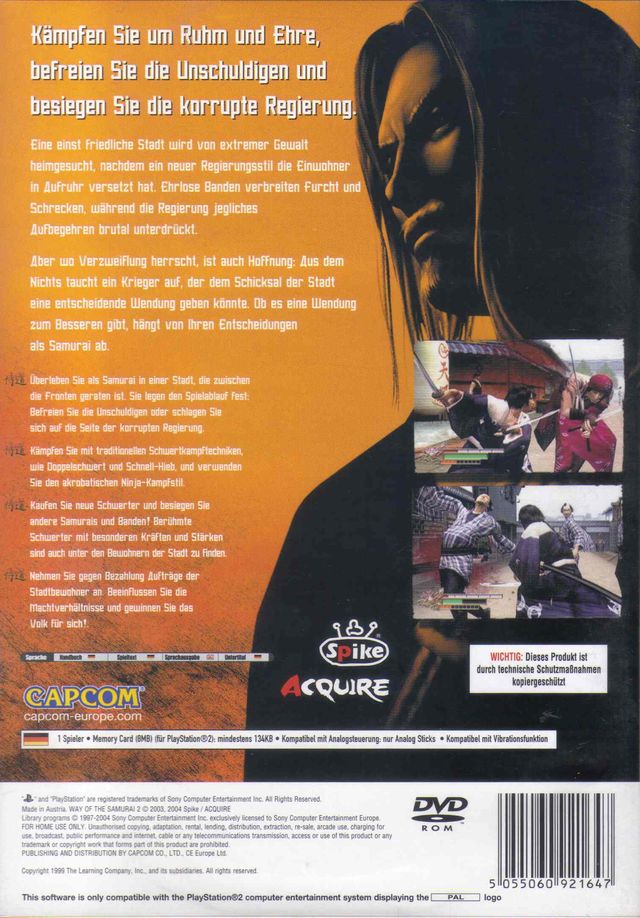 Kämpfen Sie um Ruhm und Ehre,
befreien Sie die Unschuldigen und
besiegen Sie die korrupte Regierung.
Eine einst friedliche Stadt wird von extremer Gewalt
heimgesucht, nachdem ein neuer Regierungsstil die Einwohner
in Aufruhr versetzt hat. Ehrlose Banden verbreiten Furcht und
Schrecken, während die Regierung jegliches
Aufbegehren brutal unterdrückt.
Aber wo Verzweiflung herrscht, ist auch Hoffnung: Aus dem
Nichts taucht ein Krieger auf, der dem Schicksal der Stadt
eine entscheidende Wendung geben könnte. Ob es eine Wendung
zum Besseren gibt, hängt von Ihren Entscheidungen
als Samurai ab.
侍道 Überleben Sie als Samurai in einer Stadt, die zwischen
die Fronten geraten ist. Sie legen den Spielablauf fest:
Befreien Sie die Unschuldigen oder schlagen Sie
sich auf die Seite der korrupten Regierung.
侍道 Kämpfen Sie mit traditionellen Schwertkampftechniken,
wie Doppelschwert und Schnell-Hieb, und verwenden
Sie den akrobatischen Ninja-Kampfstil.
侍道 Kaufen Sie neue Schwerter und besiegen Sie
andere Samurais und Banden! Berühmte
Schwerter mit besonderen Kräften und Stärken
sind auch unter den Bewohnern der Stadt zu finden.
侍道 Nehmen Sie gegen Bezahlung Aufträge der
Stadtbewohner an. Beeinflussen Sie die
Machtverhältnisse und gewinnen Sie das
Volk für sich!
Sprache Handbuch Spieltext Sprachausgabe Untertitel
Spike
ACQUIRE
WICHTIG: Dieses Produkt ist
durch technische Schutzmaßnahmen
kopiergeschützt
CAPCOM
capcom-europe.com
1 Spieler • Memory Card (8MB) (für PlayStation®2): mindestens 134KB • Kompatibel mit Analogsteuerung: nur Analog Sticks • Kompatibel mit Vibrationsfunktion
" " and "PlayStation" are registered trademarks of Sony Computer Entertainment Inc. All Rights Reserved.
Made in Austria. WAY OF THE SAMURAI 2 © 2003, 2004 Spike / ACQUIRE
Library programs © 1997-2004 Sony Computer Entertainment Inc. exclusively licensed to Sony Computer Entertainment Europe.
FOR HOME USE ONLY. Unauthorised copying, adaptation, rental, lending, distribution, extraction, re-sale, arcade use, charging for
use, broadcast, public performance and internet, cable or any telecommunications transmission, access or use of this product or any
trademark or copyright work that forms part of this product are prohibited.
PUBLISHING AND DISTRIBUTION BY CAPCOM CO., LTD., CE Europe Ltd.
Copyright 1999 The Learning Company, Inc., and its subsidiaries. All rights reserved.
DVD
ROM
5 055060 921647
This software is only compatible with the PlayStation®2 computer entertainment system displaying the PAL logo